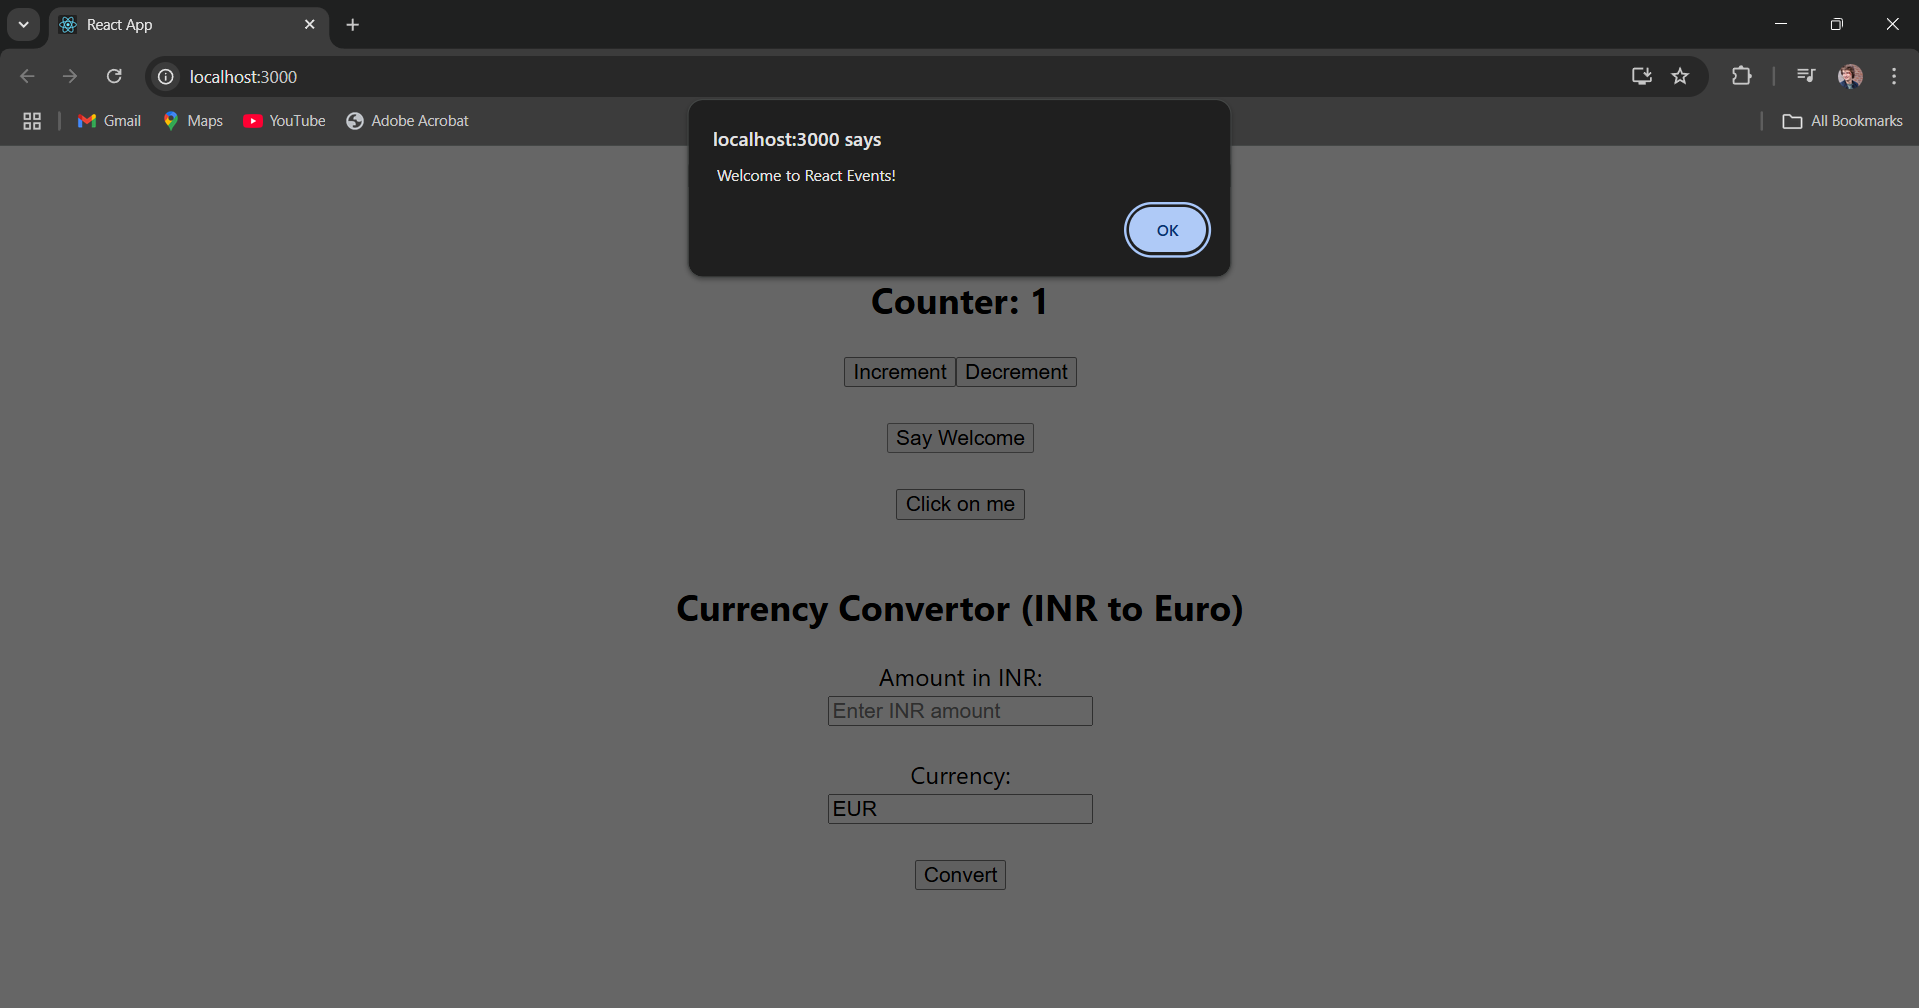 React App
localhost:3000
Gmail
Maps
YouTube
Adobe Acrobat
All Bookmarks
localhost:3000 says
Welcome to React Events!
OK
Counter: 1
Increment Decrement
Say Welcome
Click on me
Currency Convertor (INR to Euro)
Amount in INR:
Enter INR amount
Currency:
EUR
Convert